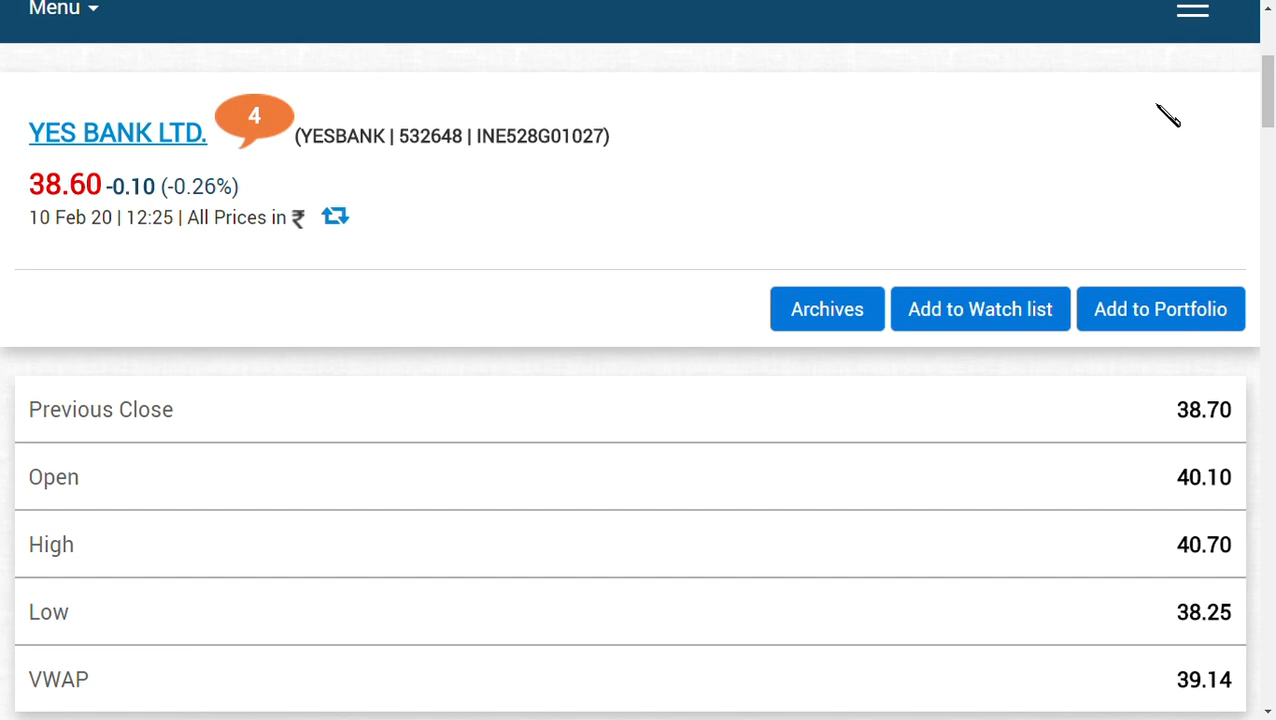 Menu
YES BANK LTD. 4 (YESBANK | 532648 | INE528G01027)
38.60 -0.10 (-0.26%)
10 Feb 20 | 12:25 | All Prices in ₹
Archives Add to Watch list Add to Portfolio
Previous Close 38.70
Open 40.10
High 40.70
Low 38.25
VWAP 39.14